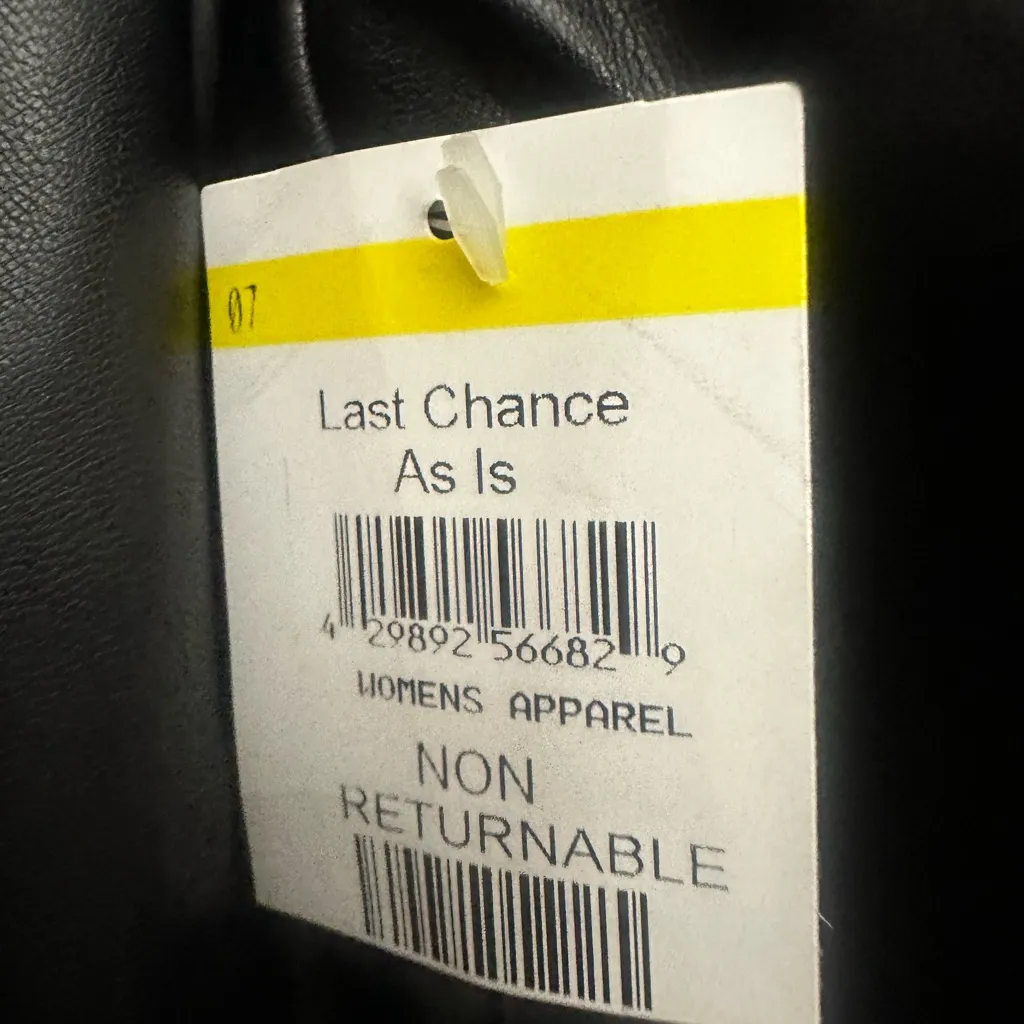 07
Last Chance
As Is
4 29892 56682 9
WOMENS APPAREL
NON
RETURNABLE